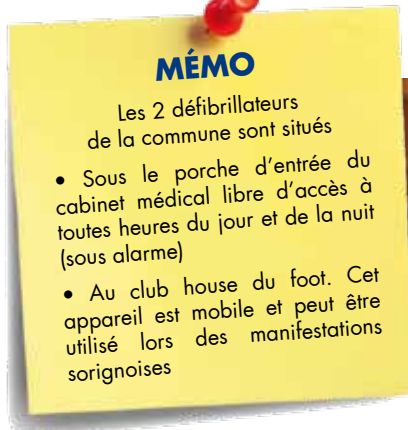 MÉMO
Les 2 défibrillateurs
de la commune sont situés
• Sous le porche d'entrée du
cabinet médical libre d'accès à
toutes heures du jour et de la nuit
(sous alarme)
• Au club house du foot. Cet
appareil est mobile et peut être
utilisé lors des manifestations
sorignoises